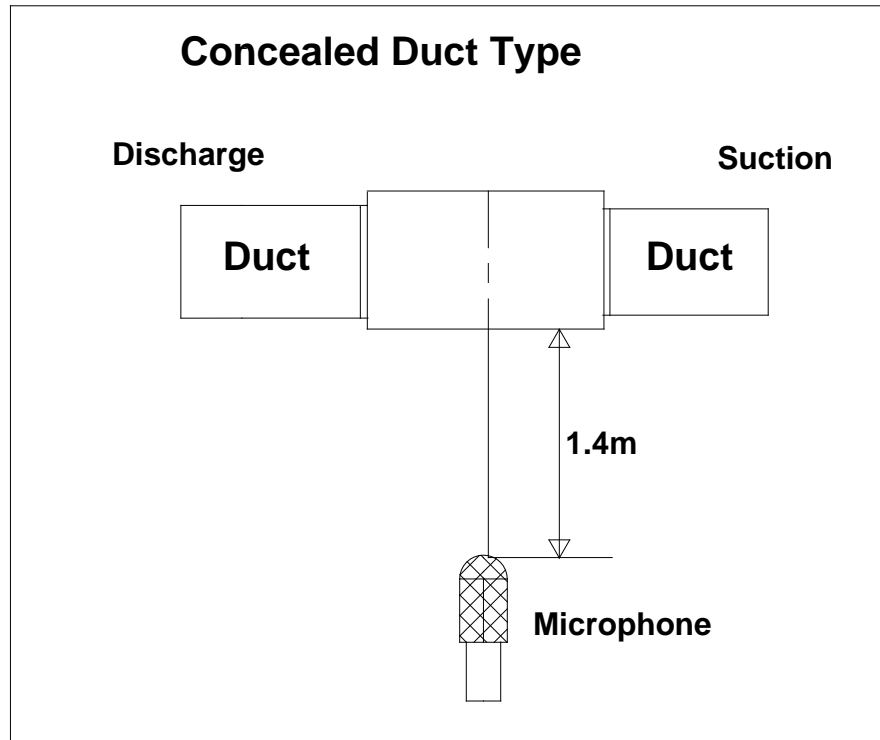 Concealed Duct Type
Discharge
Suction
Duct
Duct
1.4m
Microphone